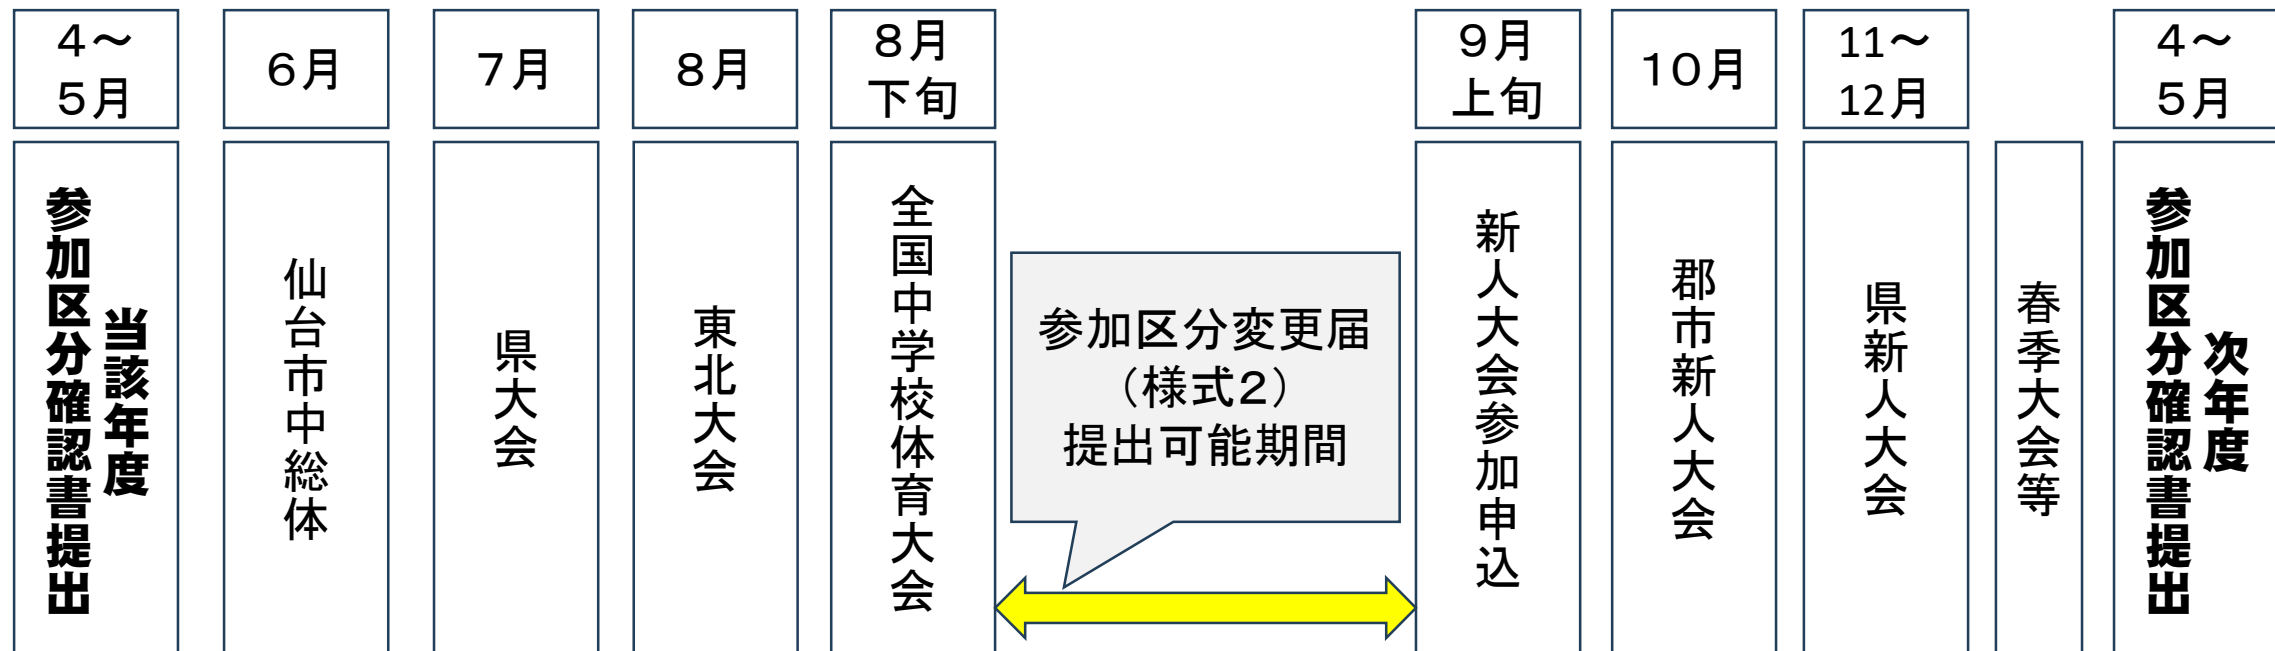 ４～
５月
６月
７月
８月
８月
下旬
９月
上旬
１０月
11～
12月
４～
５月
当該年度
参加区分確認書提出
仙台市中総体
県大会
東北大会
全国中学校体育大会
参加区分変更届
（様式２）
提出可能期間
新人大会参加申込
郡市新人大会
県新人大会
春季大会等
次年度
参加区分確認書提出